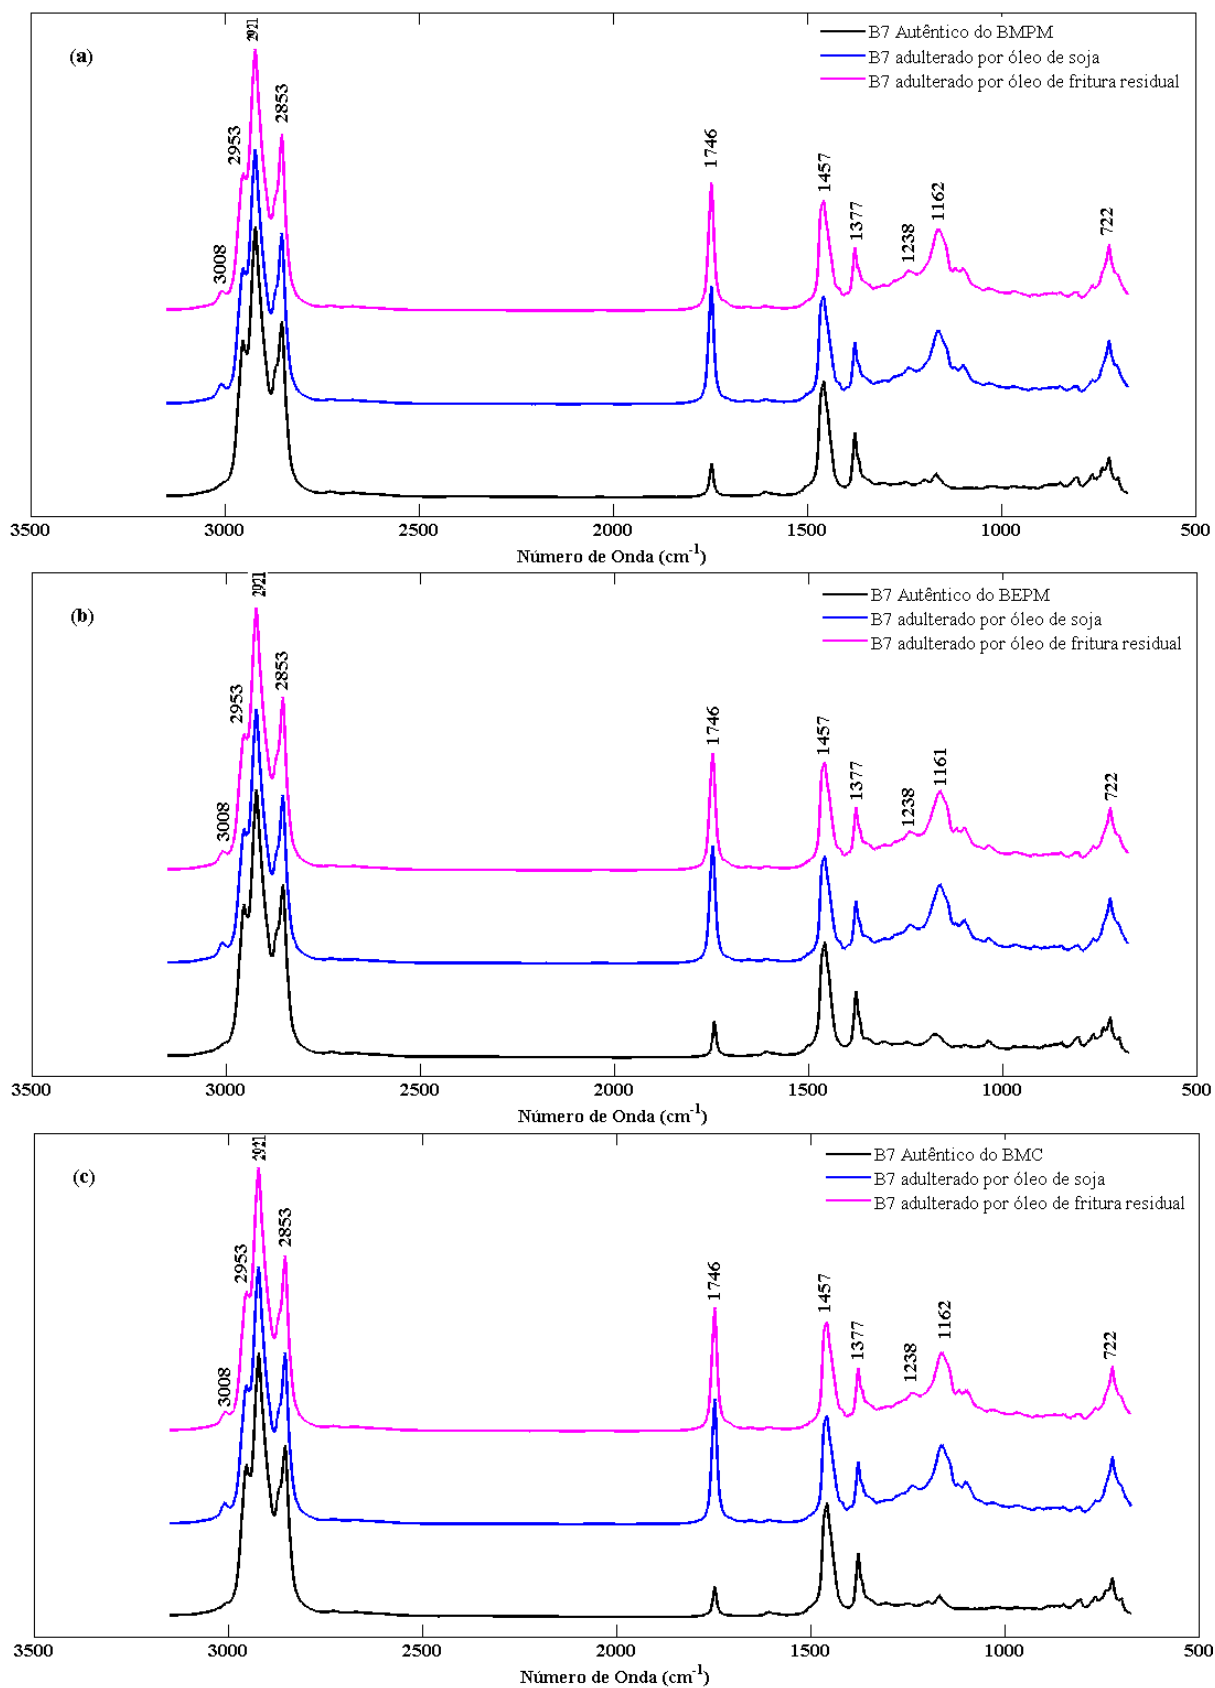 (a)
B7 Autêntico do BMPM
B7 adulterado por óleo de soja
B7 adulterado por óleo de fritura residual
3008
2953
2921
2853
1746
1457
1377
1238
1162
722
3500 3000 2500 2000 1500 1000 500
Número de Onda (cm-1)
(b)
B7 Autêntico do BEPM
B7 adulterado por óleo de soja
B7 adulterado por óleo de fritura residual
3008
2953
2921
2853
1746
1457
1377
1238
1161
722
3500 3000 2500 2000 1500 1000 500
Número de Onda (cm-1)
(c)
B7 Autêntico do BMC
B7 adulterado por óleo de soja
B7 adulterado por óleo de fritura residual
3008
2953
2921
2853
1746
1457
1377
1238
1162
722
3500 3000 2500 2000 1500 1000 500
Número de Onda (cm-1)